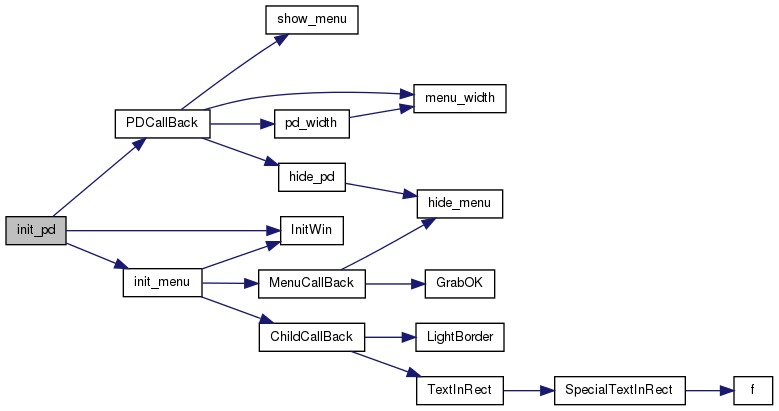 show_menu
menu_width
PDCallBack
pd_width
hide_pd
hide_menu
init_pd
InitWin
init_menu
MenuCallBack
GrabOK
ChildCallBack
LightBorder
TextInRect
SpecialTextInRect
f